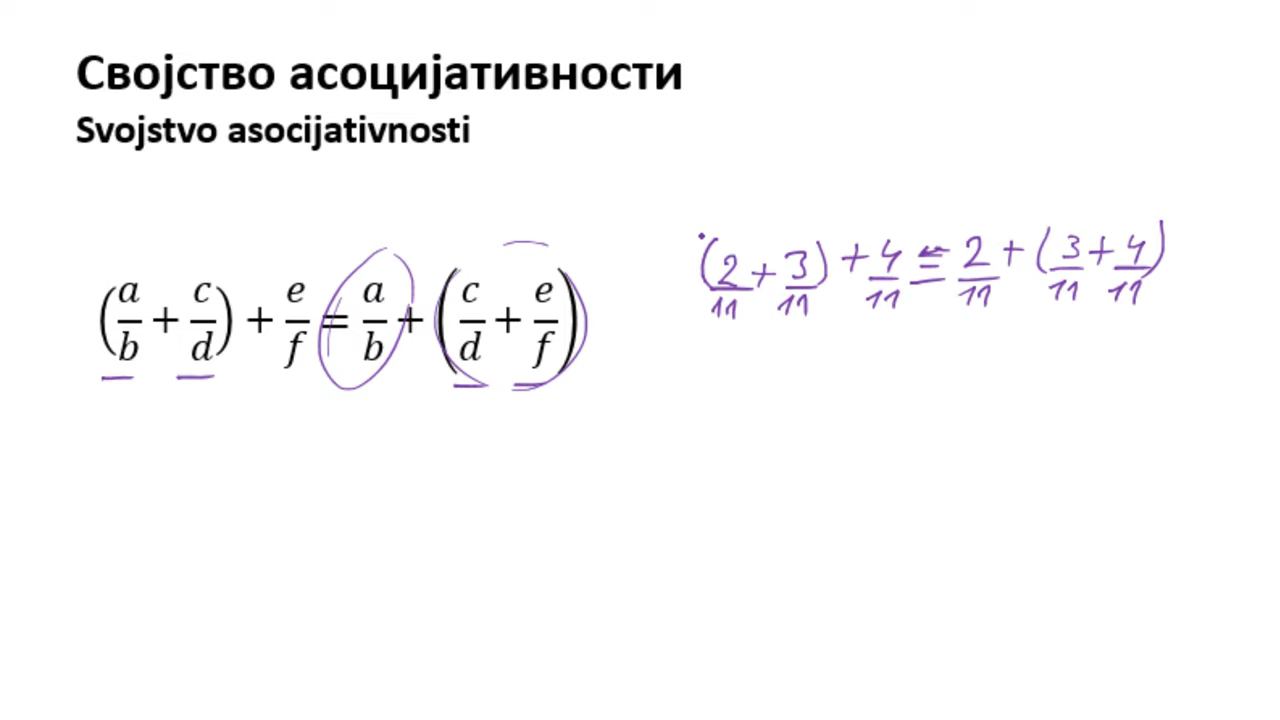 Својство асоцијативности
Svojstvo asocijativnosti
(a/b + c/d) + e/f = a/b + (c/d + e/f)
(2/11 + 3/11) + 4/11 = 2/11 + (3/11 + 4/11)